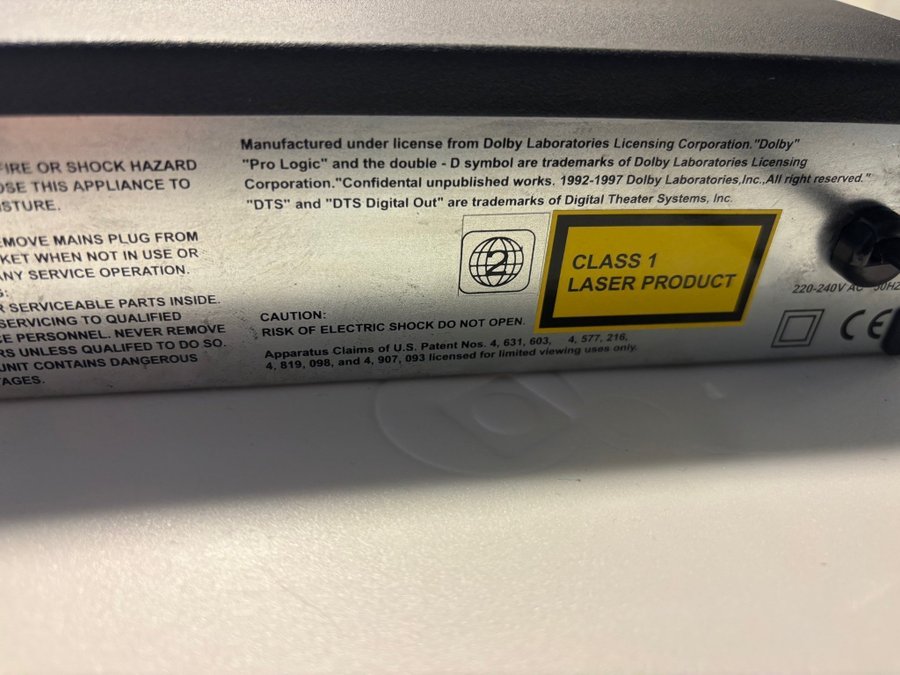 FIRE OR SHOCK HAZARD
OSE THIS APPLIANCE TO
ISTURE.
EMOVE MAINS PLUG FROM
KET WHEN NOT IN USE OR
ANY SERVICE OPERATION.
G:
R SERVICEABLE PARTS INSIDE.
SERVICING TO QUALIFIED
CE PERSONNEL. NEVER REMOVE
RS UNLESS QUALIFED TO DO SO.
UNIT CONTAINS DANGEROUS
TAGES.
Manufactured under license from Dolby Laboratories Licensing Corporation."Dolby"
"Pro Logic" and the double - D symbol are trademarks of Dolby Laboratories Licensing
Corporation."Confidental unpublished works. 1992-1997 Dolby Laboratories,Inc.,All right reserved."
"DTS" and "DTS Digital Out" are trademarks of Digital Theater Systems, Inc.
2
CLASS 1
LASER PRODUCT
CAUTION:
RISK OF ELECTRIC SHOCK DO NOT OPEN.
Apparatus Claims of U.S. Patent Nos. 4, 631, 603, 4, 577, 216,
4, 819, 098, and 4, 907, 093 licensed for limited viewing uses only.
220-240V AC 50HZ
CE